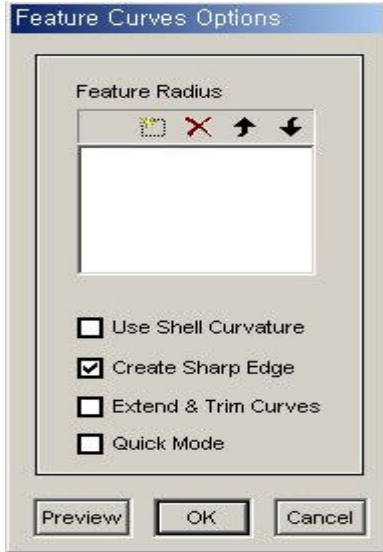 Feature Curves Options
Feature Radius
Use Shell Curvature
Create Sharp Edge
Extend & Trim Curves
Quick Mode
Preview OK Cancel